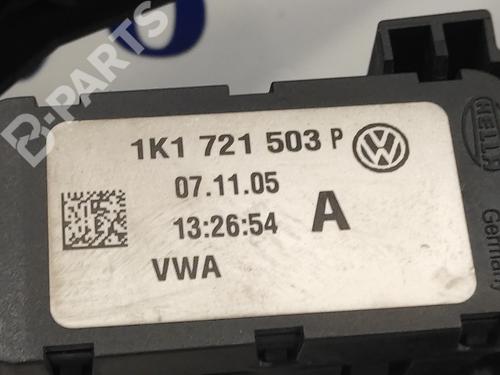 B-PARTS
1K1 721 503 P
07.11.05
13:26:54 A
VWA
HELLA
Germany